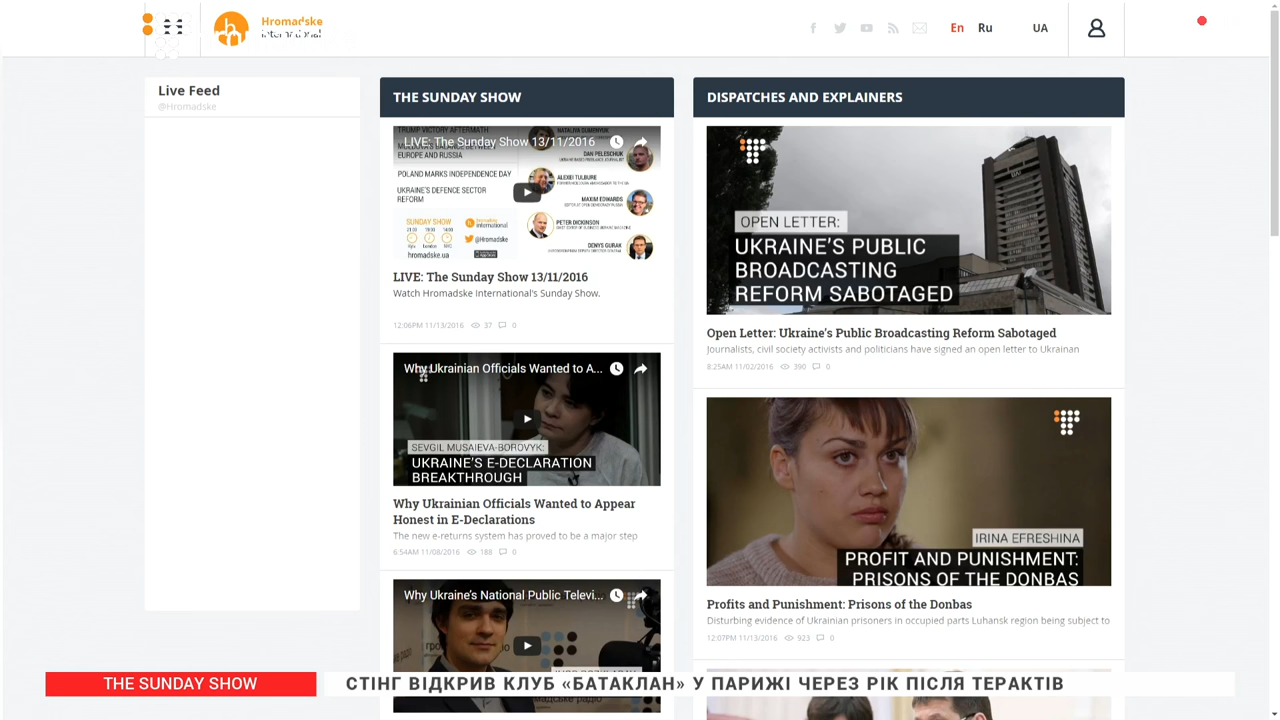 Hromadske
International
En Ru UA
Live Feed
@Hromadske
THE SUNDAY SHOW
LIVE: The Sunday Show 13/11/2016
TRUMP VICTORY AFTERMATH
MOLDOVA'S BALANCE BETWEEN
EUROPE AND RUSSIA
POLAND MARKS INDEPENDENCE DAY
UKRAINE'S DEFENCE SECTOR
REFORM
SUNDAY SHOW
hromadske
international
@Hromadske
hromadske.ua
NATALIYA GUMENYUK
DAN PELESCHUK
ALEXEI TULBURE
MAXIM EDWARDS
PETER DICKINSON
DENYS GURAK
LIVE: The Sunday Show 13/11/2016
Watch Hromadske International's Sunday Show.
12:06PM 11/13/2016 37 0
Why Ukrainian Officials Wanted to A...
SEVGIL MUSAIEVA-BOROVYK:
UKRAINE'S E-DECLARATION
BREAKTHROUGH
Why Ukrainian Officials Wanted to Appear
Honest in E-Declarations
The new e-returns system has proved to be a major step
6:54AM 11/08/2016 188 0
Why Ukraine's National Public Televi...
DISPATCHES AND EXPLAINERS
OPEN LETTER:
UKRAINE'S PUBLIC
BROADCASTING
REFORM SABOTAGED
Open Letter: Ukraine's Public Broadcasting Reform Sabotaged
Journalists, civil society activists and politicians have signed an open letter to Ukrainan
8:25AM 11/02/2016 390 0
IRINA EFRESHINA
PROFIT AND PUNISHMENT:
PRISONS OF THE DONBAS
Profits and Punishment: Prisons of the Donbas
Disturbing evidence of Ukrainian prisoners in occupied parts Luhansk region being subject to
12:07PM 11/13/2016 923 0
THE SUNDAY SHOW
СТІНГ ВІДКРИВ КЛУБ «БАТАКЛАН» У ПАРИЖІ ЧЕРЕЗ РІК ПІСЛЯ ТЕРАКТІВ